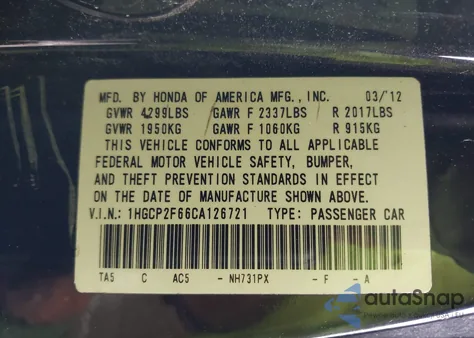 MFD. BY HONDA OF AMERICA MFG., INC. 03/12
GVWR 4299LBS GAWR F 2337LBS R 2017LBS
GVWR 1950KG GAWR F 1060KG R 915KG
THIS VEHICLE CONFORMS TO ALL APPLICABLE
FEDERAL MOTOR VEHICLE SAFETY, BUMPER,
AND THEFT PREVENTION STANDARDS IN EFFECT
ON THE DATE OF MANUFACTURE SHOWN ABOVE.
V.I.N.: 1HGCP2F66CA126721 TYPE: PASSENGER CAR
TA5 C AC5 - NH731PX - F - A
autoSnap